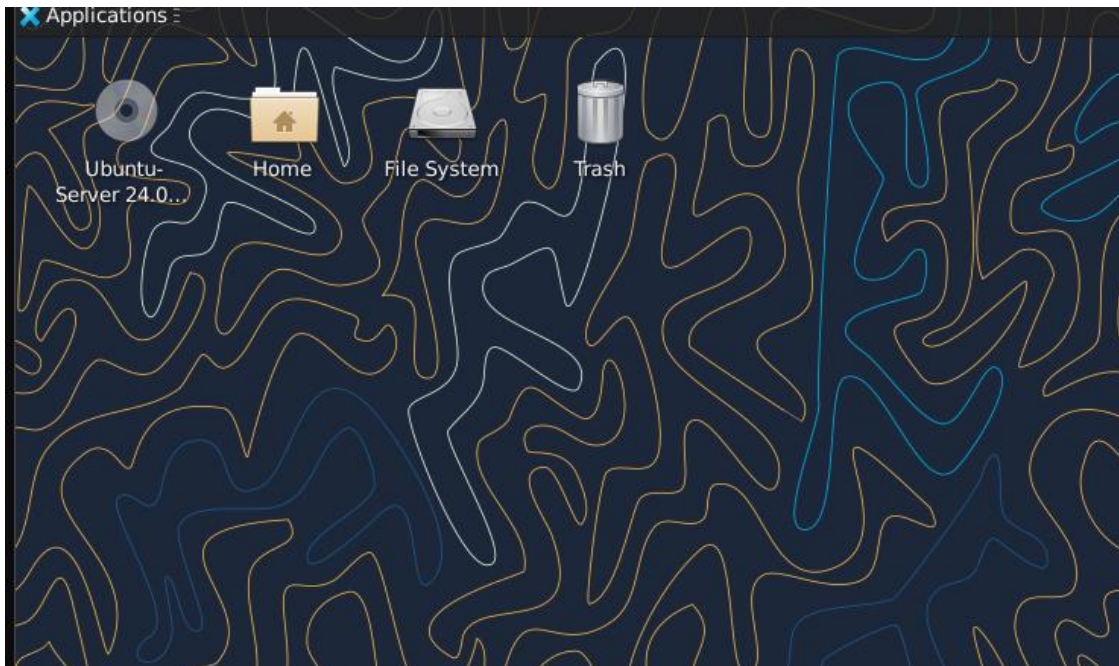 Applications
Ubuntu-
Server 24.0...
Home
File System
Trash